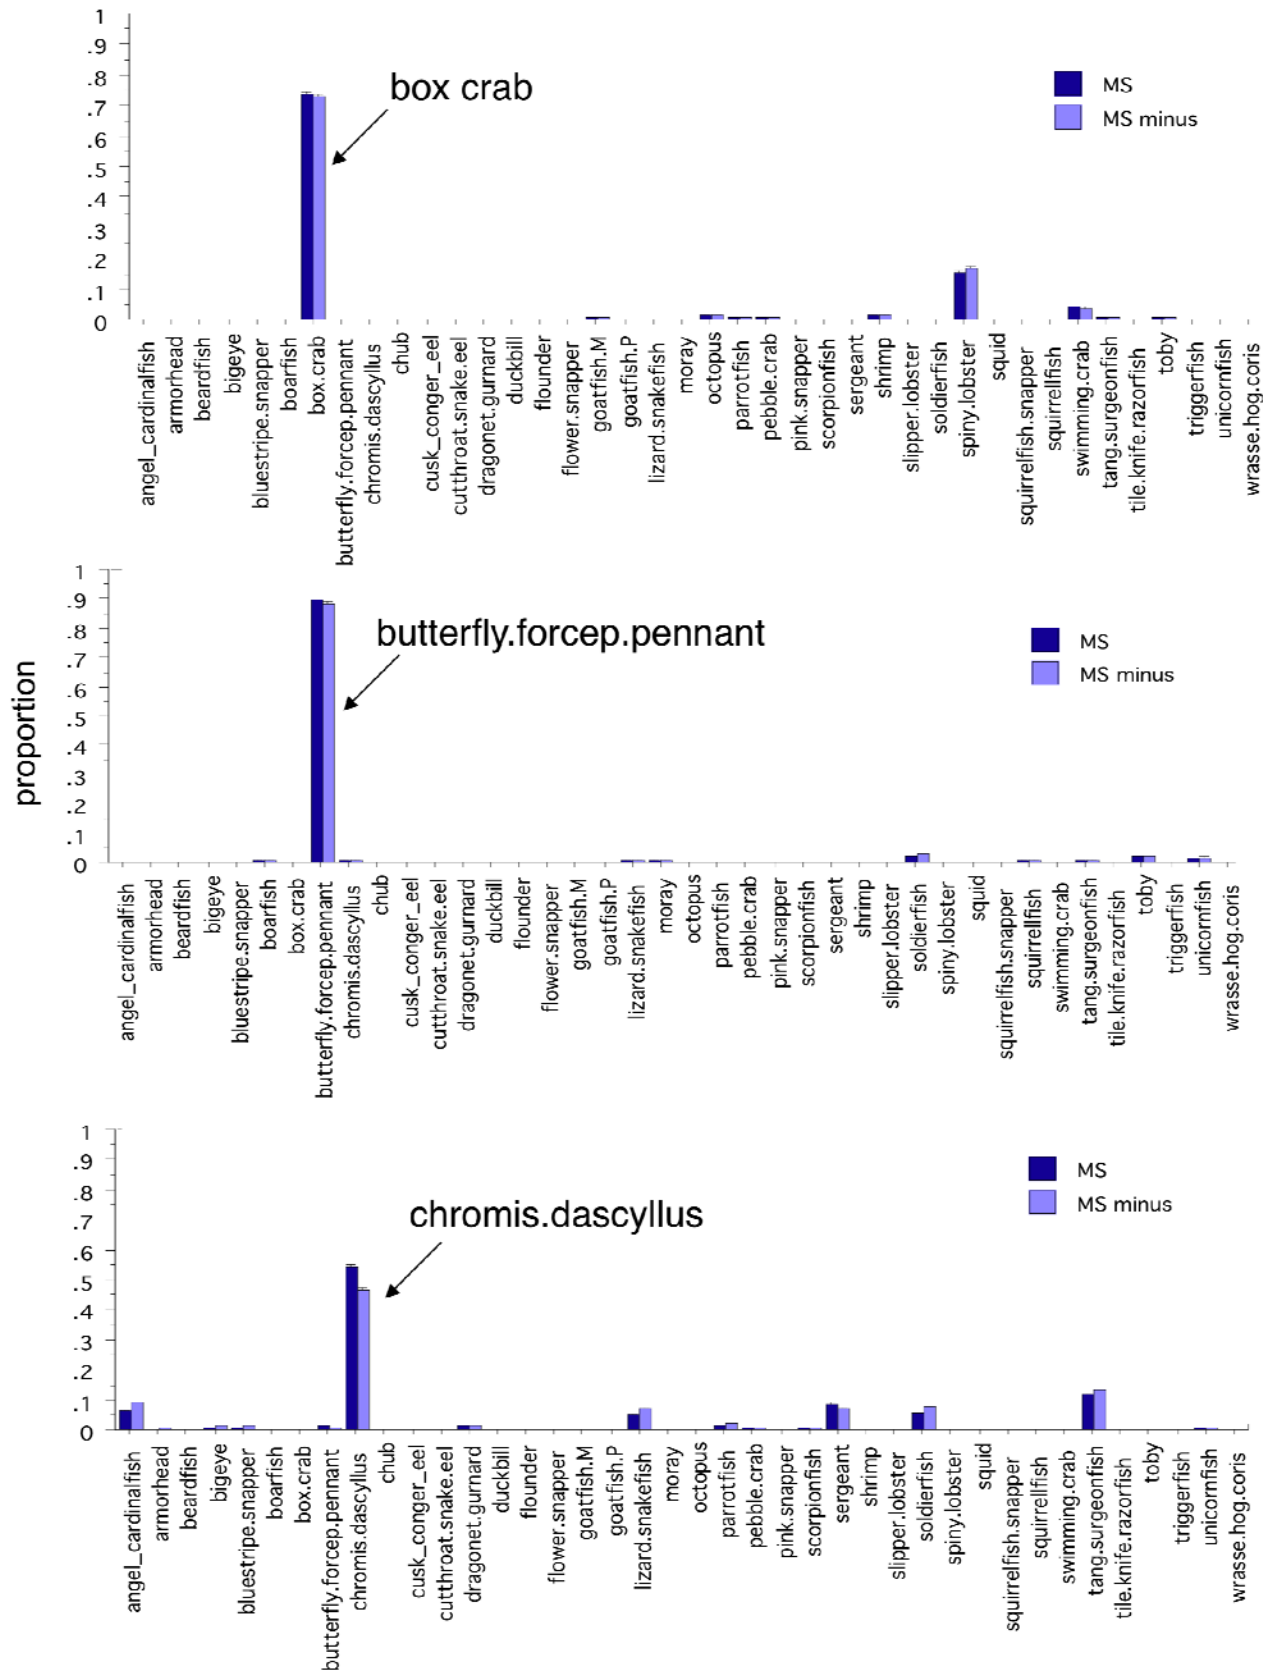 1
.9
.8
.7
.6
.5
.4
.3
.2
.1
0
box crab
MS
MS minus
angel_cardinalfish
armorhead
beardfish
bigeye
bluestripe.snapper
boarfish
box.crab
butterfly.forcep.pennant
chromis.dascyllus
chub
cusk_conger_eel
cutthroat.snake.eel
dragonet.gurnard
duckbill
flounder
flower.snapper
goatfish.M
goatfish.P
lizard.snakefish
moray
octopus
parrotfish
pebble.crab
pink.snapper
scorpionfish
sergeant
shrimp
slipper.lobster
soldierfish
spiny.lobster
squid
squirrelfish.snapper
squirrelfish
swimming.crab
tang.surgeonfish
tile.knife.razorfish
toby
triggerfish
unicornfish
wrasse.hog.coris
proportion
1
.9
.8
.7
.6
.5
.4
.3
.2
.1
0
butterfly.forcep.pennant
MS
MS minus
angel_cardinalfish
armorhead
beardfish
bigeye
bluestripe.snapper
boarfish
box.crab
butterfly.forcep.pennant
chromis.dascyllus
chub
cusk_conger_eel
cutthroat.snake.eel
dragonet.gurnard
duckbill
flounder
flower.snapper
goatfish.M
goatfish.P
lizard.snakefish
moray
octopus
parrotfish
pebble.crab
pink.snapper
scorpionfish
sergeant
shrimp
slipper.lobster
soldierfish
spiny.lobster
squid
squirrelfish.snapper
squirrelfish
swimming.crab
tang.surgeonfish
tile.knife.razorfish
toby
triggerfish
unicornfish
wrasse.hog.coris
1
.9
.8
.7
.6
.5
.4
.3
.2
.1
0
chromis.dascyllus
MS
MS minus
angel_cardinalfish
armorhead
beardfish
bigeye
bluestripe.snapper
boarfish
box.crab
butterfly.forcep.pennant
chromis.dascyllus
chub
cusk_conger_eel
cutthroat.snake.eel
dragonet.gurnard
duckbill
flounder
flower.snapper
goatfish.M
goatfish.P
lizard.snakefish
moray
octopus
parrotfish
pebble.crab
pink.snapper
scorpionfish
sergeant
shrimp
slipper.lobster
soldierfish
spiny.lobster
squid
squirrelfish.snapper
squirrelfish
swimming.crab
tang.surgeonfish
tile.knife.razorfish
toby
triggerfish
unicornfish
wrasse.hog.coris